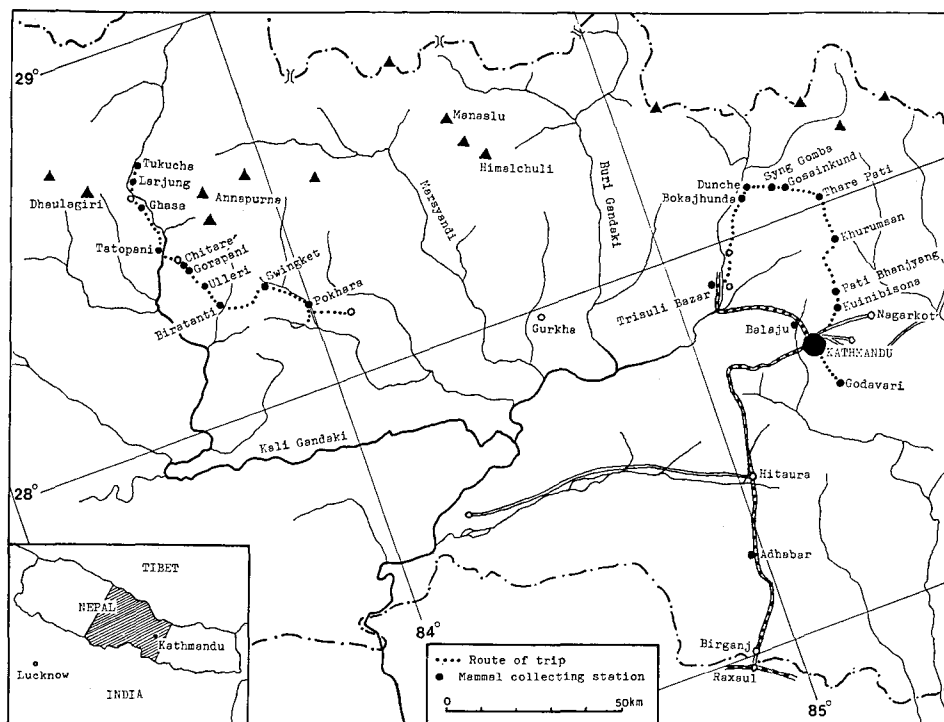 29°
Manaslu
Himalchuli
Tukucha
Larjung
Ghasa
Dhaulagiri
Annapurna
Marsyandi
Buri Gandaki
Syng Gomba
Dunche
Gosainkund
Bokajhunda
Thare Pati
Tatopani
Chitare
Gorapani
Khurumsan
Ulleri
Swingket
Pati Bhanjyang
Biratanti
Pokhara
Trisuli Bazar
Kuinibisona
Gurkha
Balaju
Nagarkot
KATHMANDU
Godavari
Kali Gandaki
28°
Hitaura
Adhabar
TIBET
NEPAL
Kathmandu
Lucknow
INDIA
84°
Birganj
Raxaul
85°
Route of trip
Mammal collecting station
0 50km